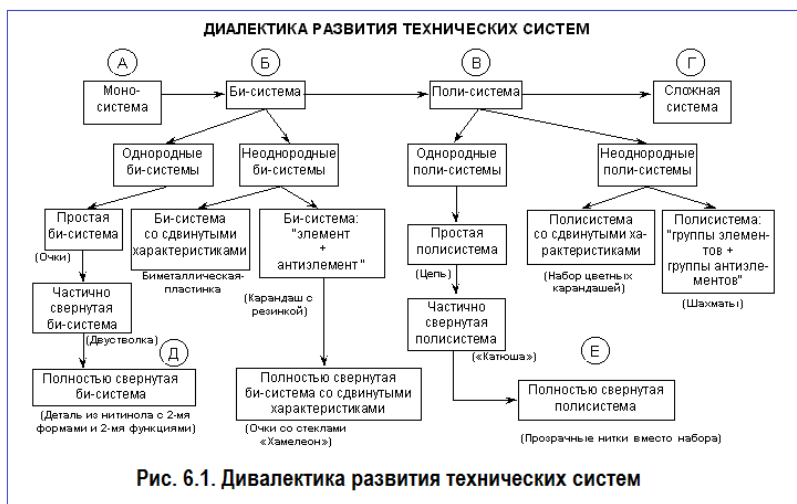 ДИАЛЕКТИКА РАЗВИТИЯ ТЕХНИЧЕСКИХ СИСТЕМ
А
Б
В
Г
Моно-
система
Би-система
Поли-система
Сложная
система
Однородные
би-системы
Неоднородные
би-системы
Однородные
поли-системы
Неоднородные
поли-системы
Простая
би-система
(Очки)
Би-система
со сдвинутыми
характеристиками
Биметаллическая-
пластинка
Би-система:
"элемент
+
антиэлемент"
(Карандаш с
резинкой)
Простая
полисистема
(Цепь)
Полисистема
со сдвинутыми ха-
рактеристиками
(Набор цветных
карандашей)
Полисистема:
"группы элемен-
тов +
группы антиэле-
ментов"
(Шахматы)
Частично
свернутая
би-система
(Двустволка)
Частично
свернутая
полисистема
(«Катюша»)
Д
Е
Полностью свернутая
би-система
(Деталь из нитинола с 2-мя
формами и 2-мя функциями)
Полностью свернутая
би-система со сдвинутыми
характеристиками
(Очки со стеклами
«Хамелеон»)
Полностью свернутая
полисистема
(Прозрачные нитки вместо набора)
Рис. 6.1. Дивалектика развития технических систем